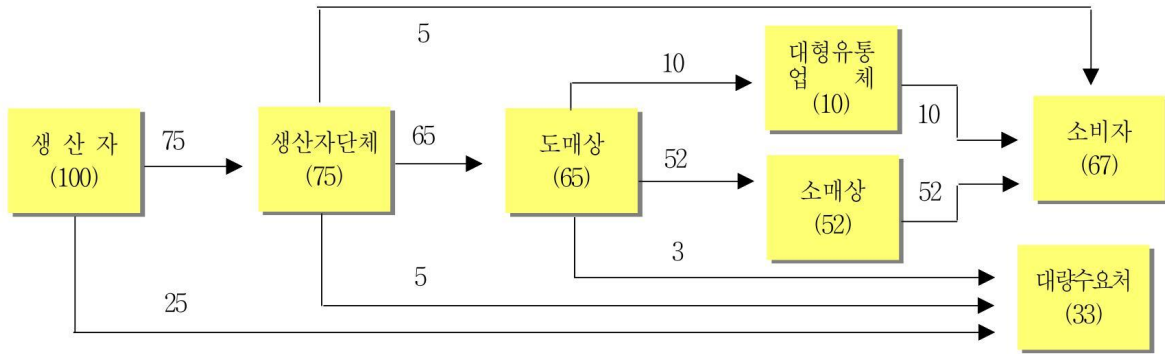 5
대형유통
업 체
(10)
10
10
생 산 자
(100)
75
생산자단체
(75)
65
도매상
(65)
52
소매상
(52)
52
소비자
(67)
3
5
25
대량수요처
(33)